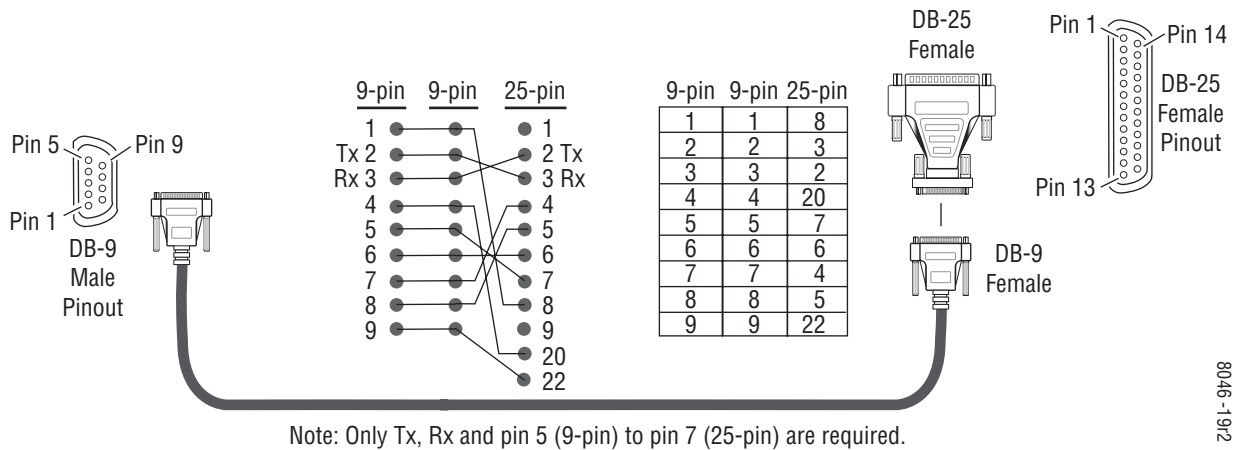 DB-25
Female
Pin 1
Pin 14
DB-25
Female
Pinout
Pin 13
9-pin 9-pin 25-pin
1 1
Tx 2 2 Tx
Rx 3 3 Rx
4 4
5 5
6 6
7 7
8 8
9 9
20
22
9-pin 9-pin 25-pin
1 1 8
2 2 3
3 3 2
4 4 20
5 5 7
6 6 6
7 7 4
8 8 5
9 9 22
Pin 5
Pin 9
Pin 1
DB-9
Male
Pinout
DB-9
Female
8046 -19r2
Note: Only Tx, Rx and pin 5 (9-pin) to pin 7 (25-pin) are required.